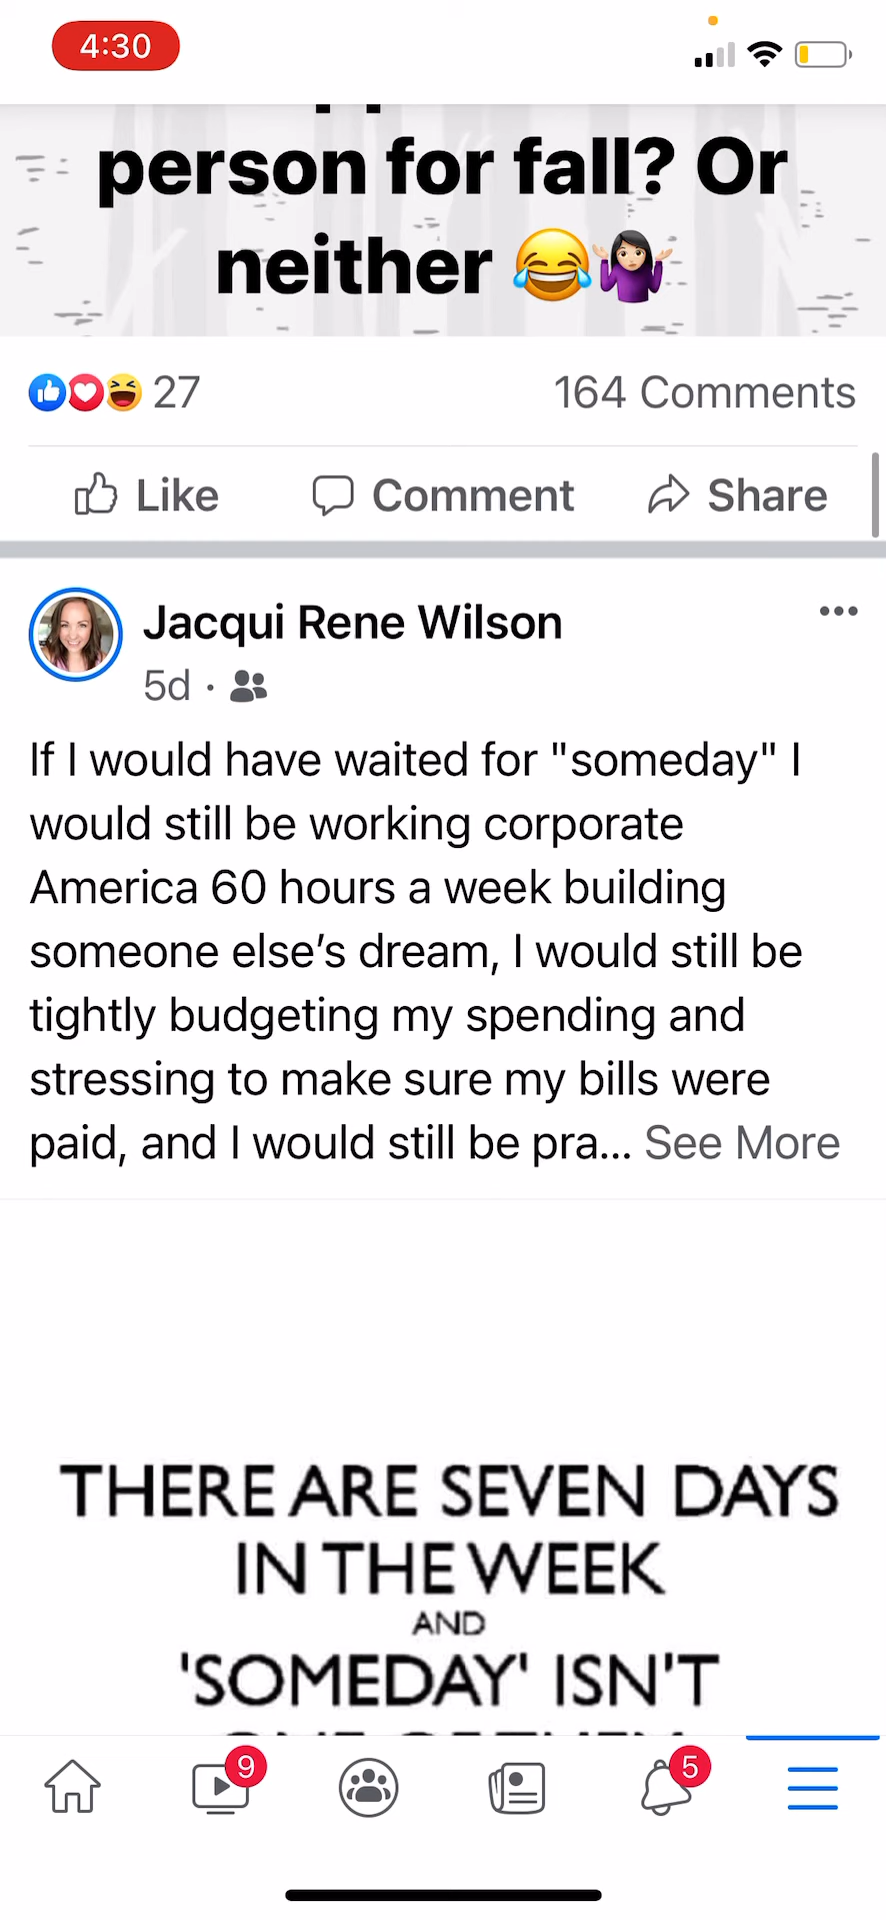 4:30
person for fall? Or
neither 😂🤷🏻‍♀️
27
164 Comments
Like
Comment
Share
Jacqui Rene Wilson
5d ·
If I would have waited for "someday" I
would still be working corporate
America 60 hours a week building
someone else’s dream, I would still be
tightly budgeting my spending and
stressing to make sure my bills were
paid, and I would still be pra... See More
THERE ARE SEVEN DAYS
IN THE WEEK
AND
'SOMEDAY' ISN'T
9
5